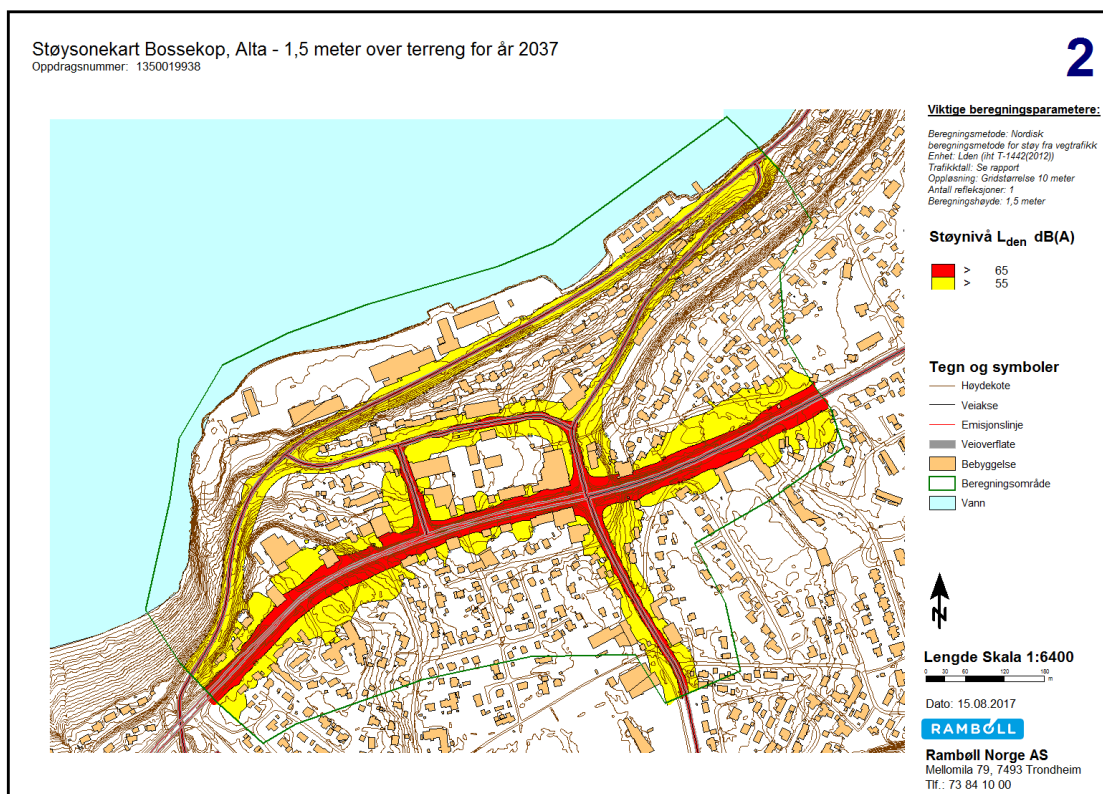 Støysonekart Bossekop, Alta - 1,5 meter over terreng for år 2037
Oppdragsnummer: 1350019938
2
Viktige beregningsparametere:
Beregningsmetode: Nordisk
beregningsmetode for støy fra vegtrafikk
Enhet: Lden (iht T-1442(2012))
Trafikktall: Se rapport
Oppløsning: Gridstørrelse 10 meter
Antall refleksjoner: 1
Beregningshøyde: 1,5 meter
Støynivå Lden dB(A)
> 65
> 55
Tegn og symboler
Høydekote
Veiakse
Emisjonslinje
Veioverflate
Bebyggelse
Beregningsområde
Vann
N
Lengde Skala 1:6400
0 30 60 120 180
m
Dato: 15.08.2017
RAMBOLL
Rambøll Norge AS
Mellomila 79, 7493 Trondheim
Tlf.: 73 84 10 00